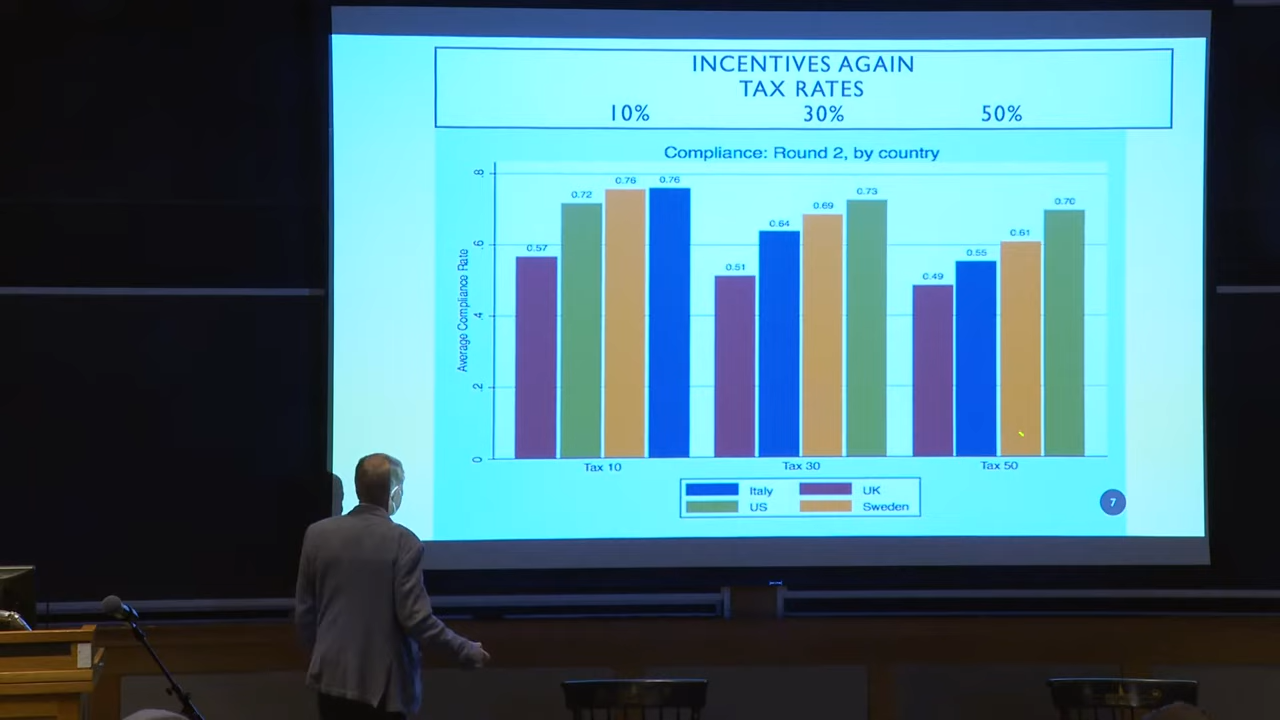 INCENTIVES AGAIN
TAX RATES
10% 30% 50%
Compliance: Round 2, by country
Average Compliance Rate
.8
.6
.4
.2
0
0.57 0.72 0.76 0.76
0.51 0.64 0.69 0.73
0.49 0.55 0.61 0.70
Tax 10 Tax 30 Tax 50
Italy UK
US Sweden
7